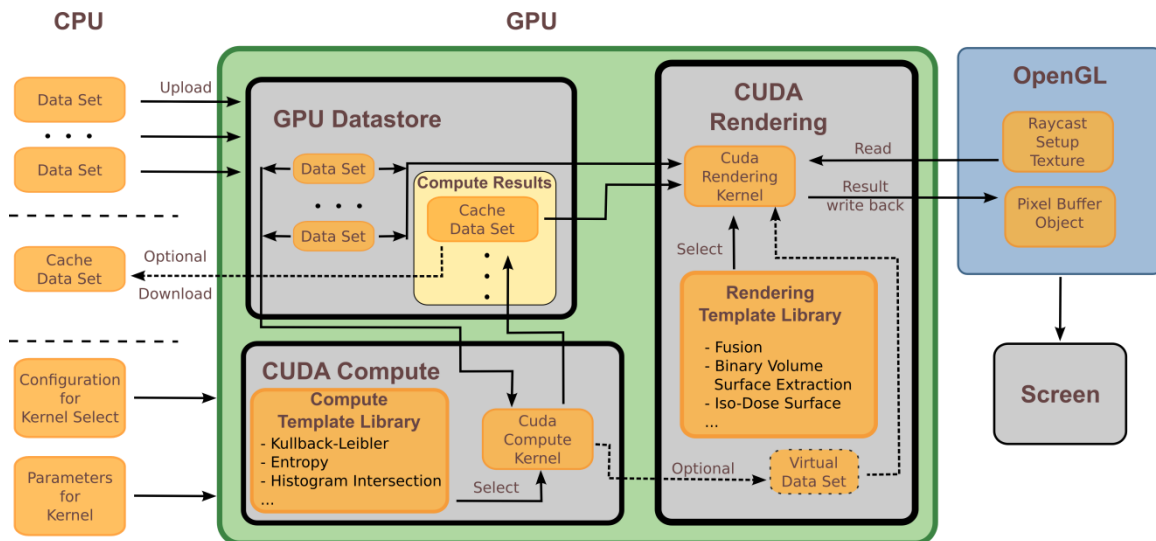 CPU
GPU
Data Set
. . .
Data Set
Upload
Cache
Data Set
Optional
Download
Configuration
for
Kernel Select
Parameters
for
Kernel
GPU Datastore
Data Set
. . .
Data Set
Compute Results
Cache
Data Set
CUDA Compute
Compute
Template Library
- Kullback-Leibler
- Entropy
- Histogram Intersection
...
Select
Cuda
Compute
Kernel
Optional
CUDA
Rendering
Cuda
Rendering
Kernel
Select
Rendering
Template Library
- Fusion
- Binary Volume
Surface Extraction
- Iso-Dose Surface
...
Virtual
Data Set
Read
Result
write back
OpenGL
Raycast
Setup
Texture
Pixel Buffer
Object
Screen